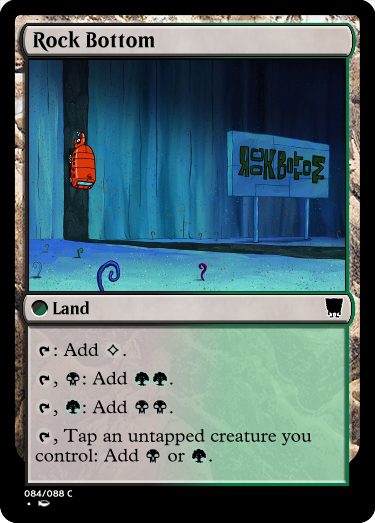 Rock Bottom
ROCK BOTTOM
Land
: Add .
, : Add .
, : Add .
, Tap an untapped creature you
control: Add or .
084/088 C